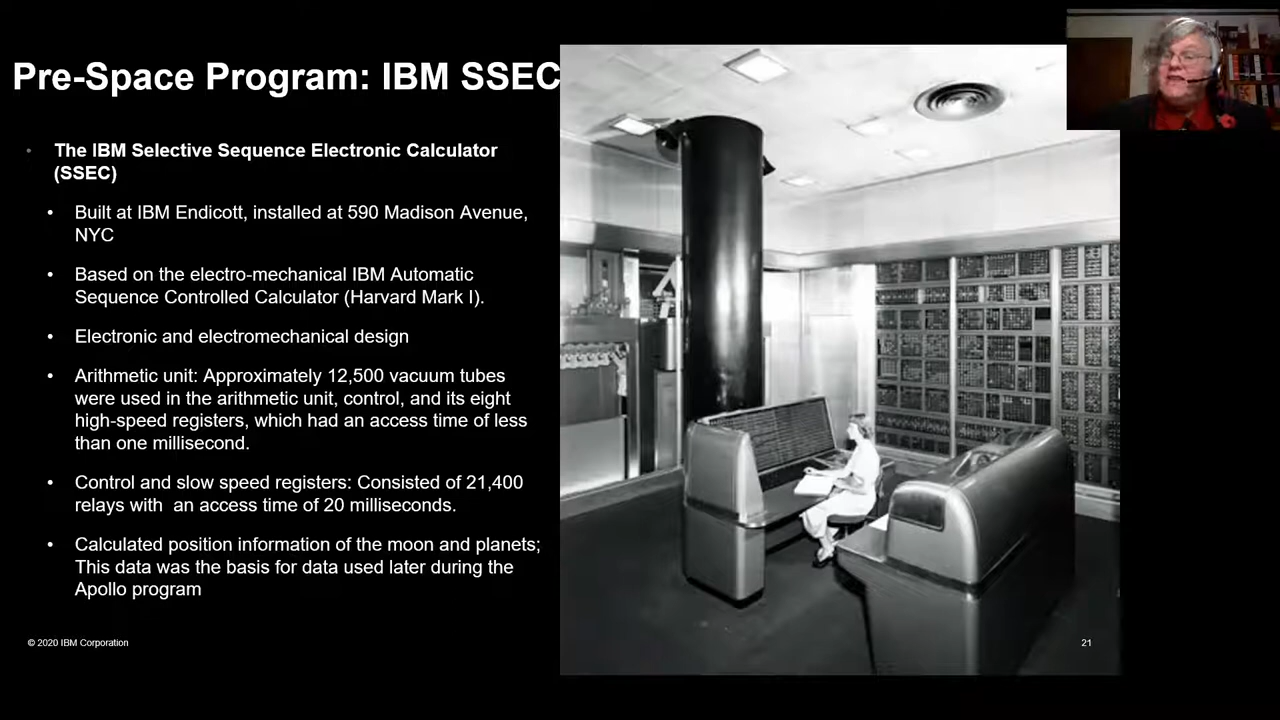 Pre-Space Program: IBM SSEC
• The IBM Selective Sequence Electronic Calculator
(SSEC)
• Built at IBM Endicott, installed at 590 Madison Avenue,
NYC
• Based on the electro-mechanical IBM Automatic
Sequence Controlled Calculator (Harvard Mark I).
• Electronic and electromechanical design
• Arithmetic unit: Approximately 12,500 vacuum tubes
were used in the arithmetic unit, control, and its eight
high-speed registers, which had an access time of less
than one millisecond.
• Control and slow speed registers: Consisted of 21,400
relays with  an access time of 20 milliseconds.
• Calculated position information of the moon and planets;
This data was the basis for data used later during the
Apollo program
© 2020 IBM Corporation
21